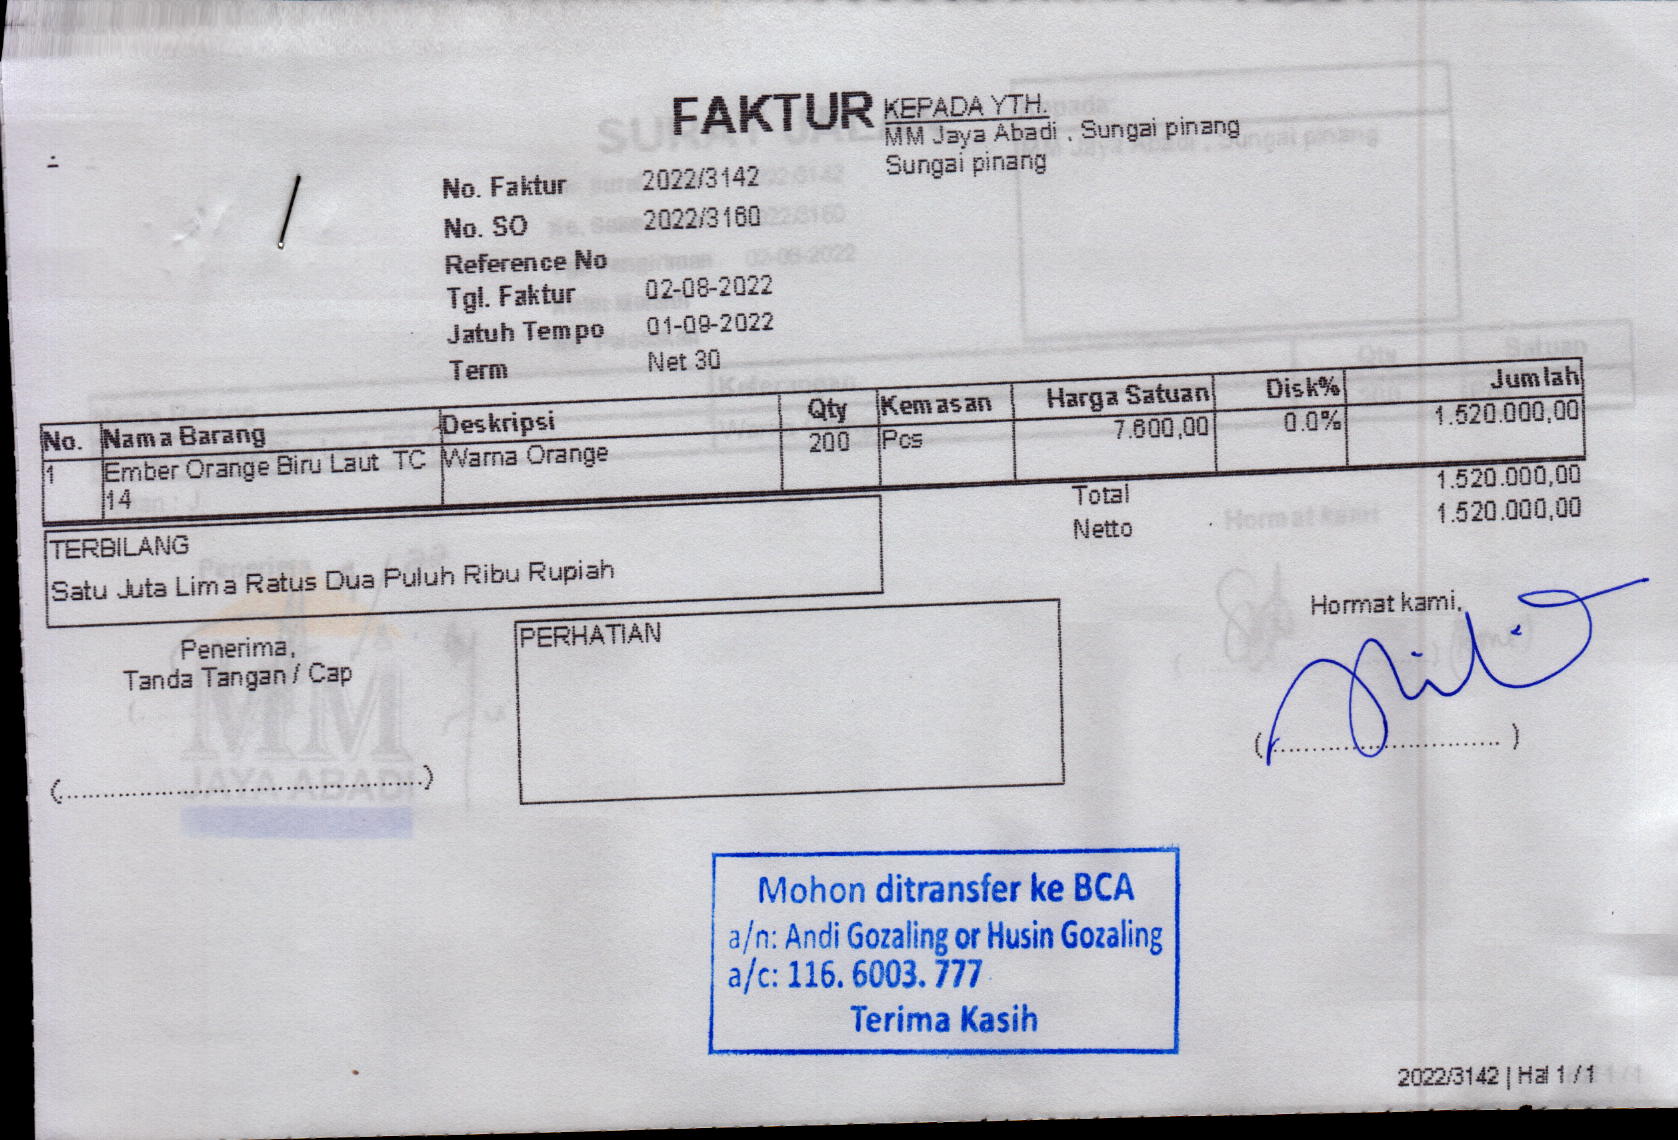 FAKTUR
KEPADA YTH.
MM Jaya Abadi . Sungai pinang
Sungai pinang
No. Faktur 2022/3142
No. SO 2022/3160
Reference No
Tgl. Faktur 02-08-2022
Jatuh Tempo 01-09-2022
Term Net 30
No. Nama Barang Deskripsi Qty Kemasan Harga Satuan Disk% Jumlah
1 Ember Orange Biru Laut TC Warna Orange 200 Pcs 7.600,00 0.0% 1.520.000,00
14
Total 1.520.000,00
Netto 1.520.000,00
TERBILANG
Satu Juta Lima Ratus Dua Puluh Ribu Rupiah
Penerima,
Tanda Tangan / Cap
(............................................)
PERHATIAN
Hormat kami,
(............................)
Mohon ditransfer ke BCA
a/n: Andi Gozaling or Husin Gozaling
a/c: 116. 6003. 777
Terima Kasih
2022/3142 | Hal 1 / 1